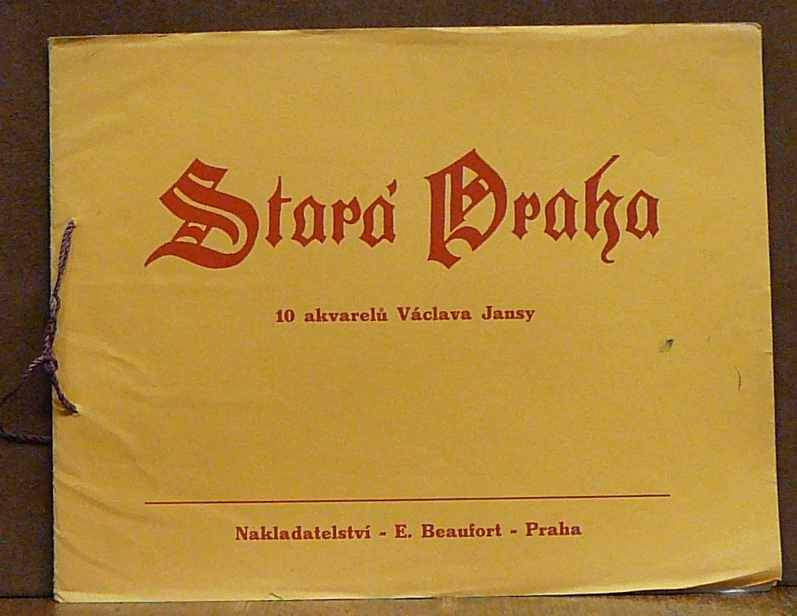 Stará Praha
10 akvarelů Václava Jansy
Nakladatelství - E. Beaufort - Praha